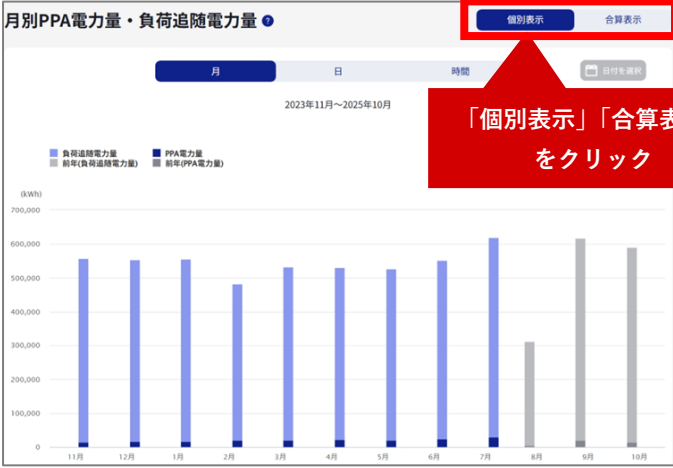 月別PPA電力量・負荷追随電力量 ?
個別表示 合算表示
月 日 時間
日付を選択
2023年11月～2025年10月
「個別表示」「合算表
をクリック
負荷追随電力量 PPA電力量
前年(負荷追随電力量) 前年(PPA電力量)
(kWh)
700,000
600,000
500,000
400,000
300,000
200,000
100,000
0
11月 12月 1月 2月 3月 4月 5月 6月 7月 8月 9月 10月